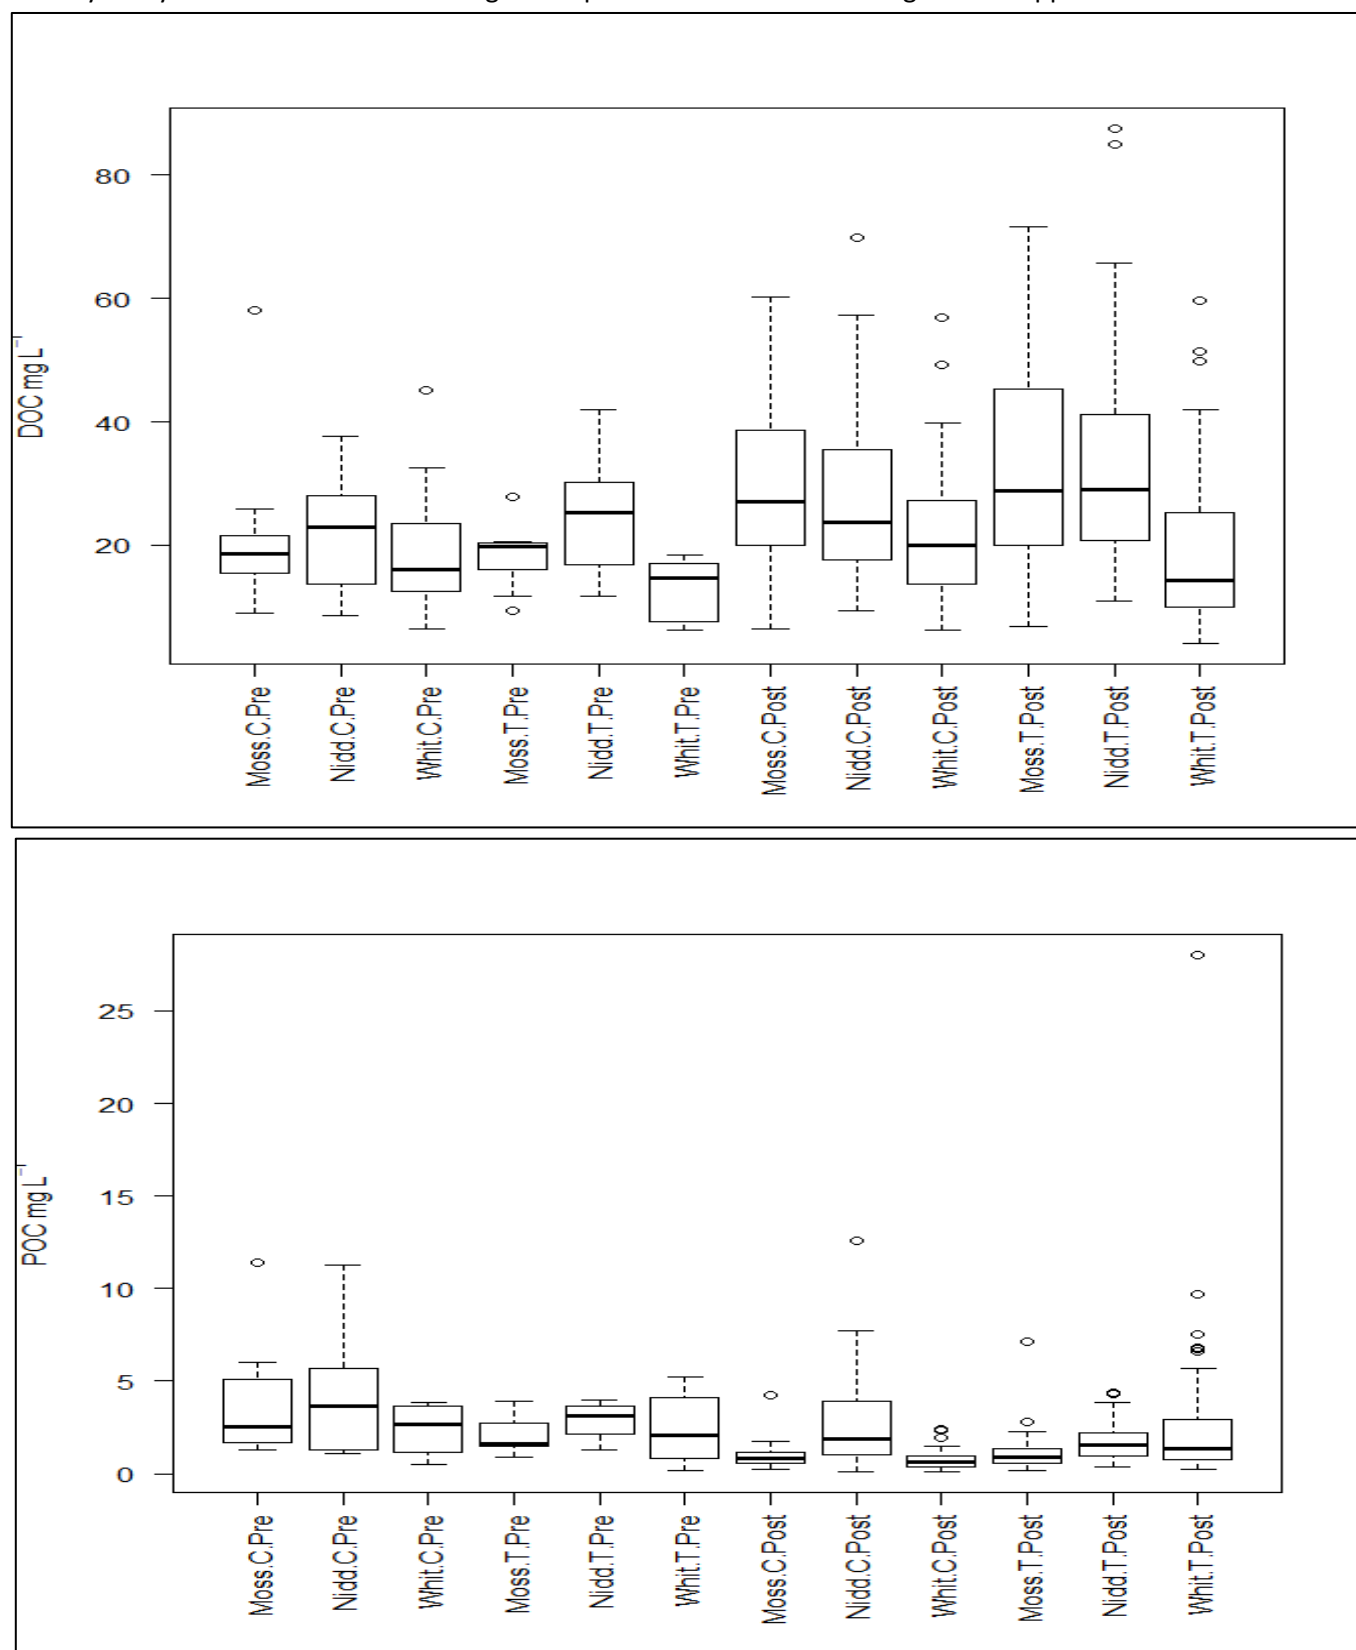 80
60
40
20
DOC mg L⁻¹
Moss.C.Pre
Nidd.C.Pre
Whit.C.Pre
Moss.T.Pre
Nidd.T.Pre
Whit.T.Pre
Moss.C.Post
Nidd.C.Post
Whit.C.Post
Moss.T.Post
Nidd.T.Post
Whit.T.Post
25
20
15
10
5
0
POC mg L⁻¹
Moss.C.Pre
Nidd.C.Pre
Whit.C.Pre
Moss.T.Pre
Nidd.T.Pre
Whit.T.Pre
Moss.C.Post
Nidd.C.Post
Whit.C.Post
Moss.T.Post
Nidd.T.Post
Whit.T.Post